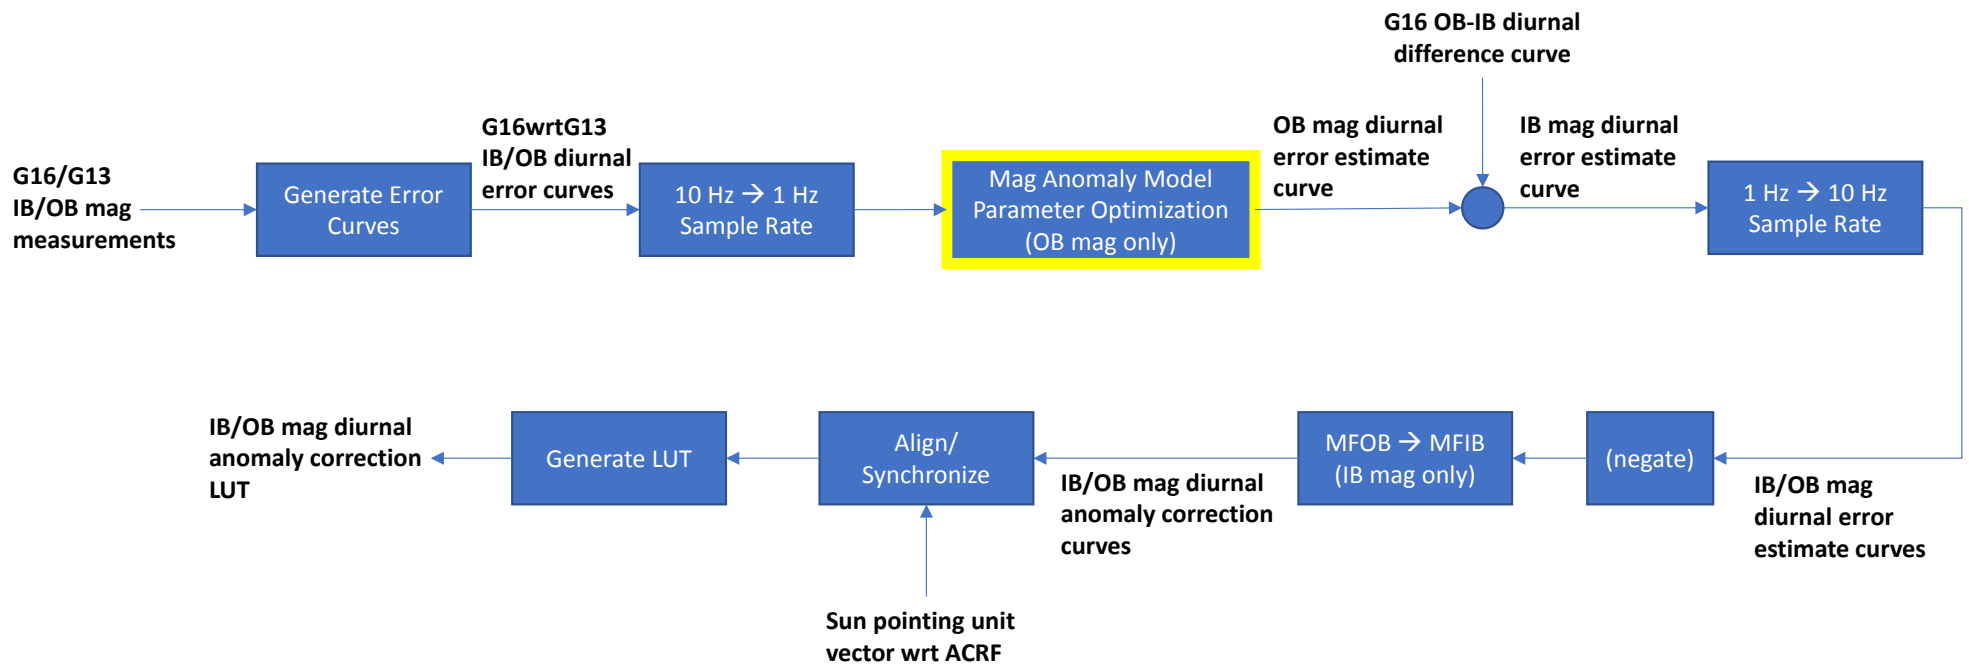 G16 OB-IB diurnal
difference curve
G16/G13
IB/OB mag
measurements
Generate Error
Curves
G16wrtG13
IB/OB diurnal
error curves
10 Hz → 1 Hz
Sample Rate
Mag Anomaly Model
Parameter Optimization
(OB mag only)
OB mag diurnal
error estimate
curve
IB mag diurnal
error estimate
curve
1 Hz → 10 Hz
Sample Rate
IB/OB mag
diurnal error
estimate curves
(negate)
MFOB → MFIB
(IB mag only)
IB/OB mag diurnal
anomaly correction
curves
Align/
Synchronize
Sun pointing unit
vector wrt ACRF
Generate LUT
IB/OB mag diurnal
anomaly correction
LUT